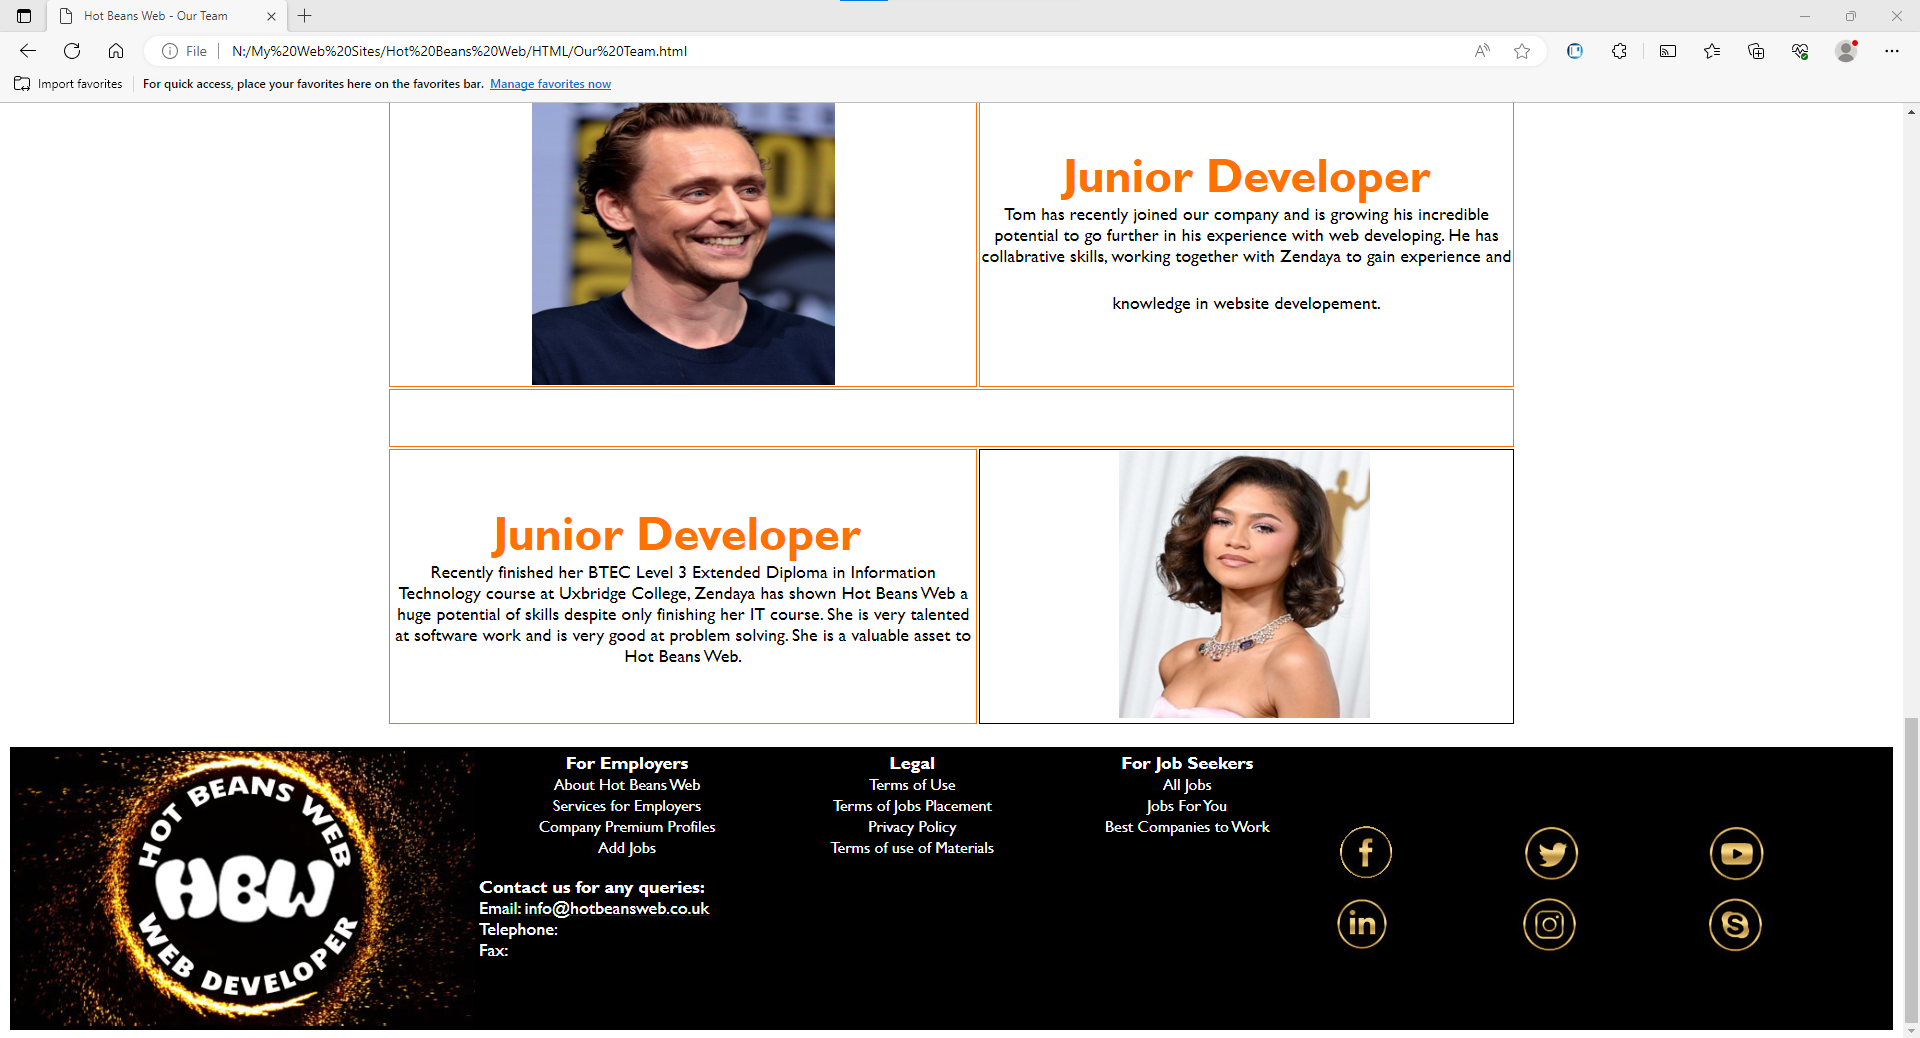 Hot Beans Web - Our Team
File
N:/My%20Web%20Sites/Hot%20Beans%20Web/HTML/Our%20Team.html
Import favorites
For quick access, place your favorites here on the favorites bar. Manage favorites now
Junior Developer
Tom has recently joined our company and is growing his incredible
potential to go further in his experience with web developing. He has
collabrative skills, working together with Zendaya to gain experience and
knowledge in website developement.
Junior Developer
Recently finished her BTEC Level 3 Extended Diploma in Information
Technology course at Uxbridge College, Zendaya has shown Hot Beans Web a
huge potential of skills despite only finishing her IT course. She is very talented
at software work and is very good at problem solving. She is a valuable asset to
Hot Beans Web.
HOT BEANS WEB
HBW
WEB DEVELOPER
For Employers
About Hot Beans Web
Services for Employers
Company Premium Profiles
Add Jobs
Legal
Terms of Use
Terms of Jobs Placement
Privacy Policy
Terms of use of Materials
For Job Seekers
All Jobs
Jobs For You
Best Companies to Work
Contact us for any queries:
Email: info@hotbeansweb.co.uk
Telephone:
Fax:
f
in
S